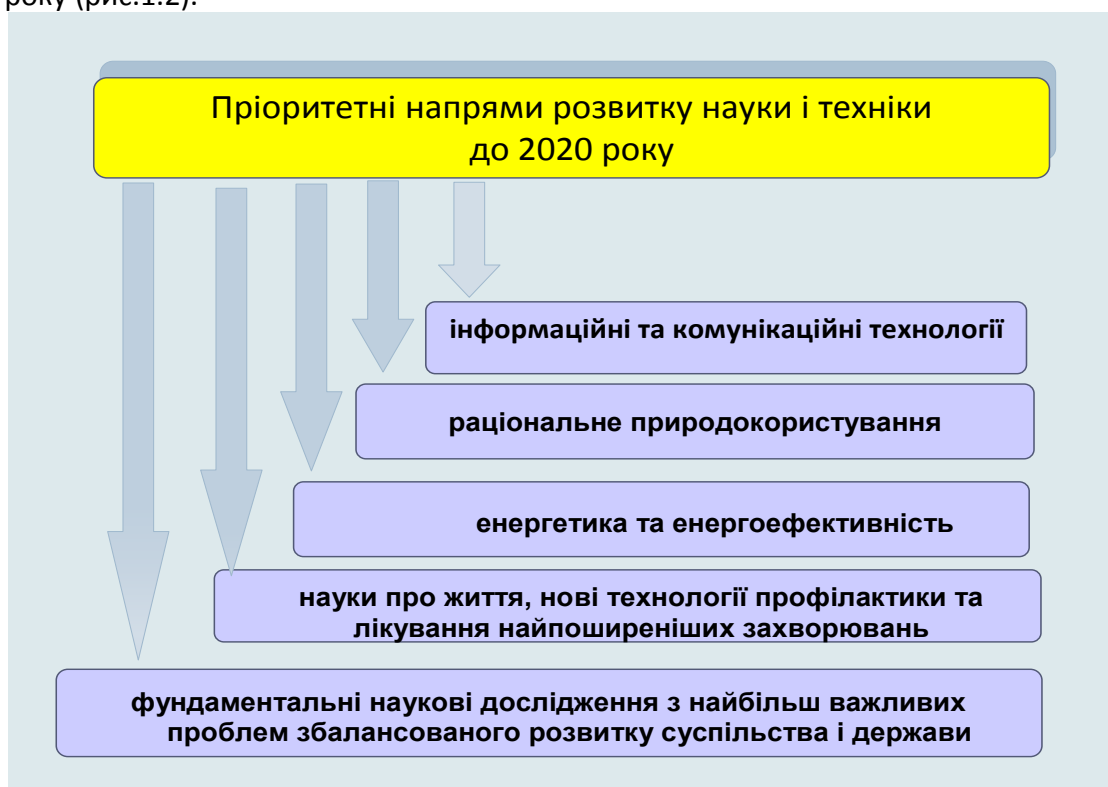 року (рис.1.2).
Пріоритетні напрями розвитку науки і техніки
до 2020 року
інформаційні та комунікаційні технології
раціональне природокористування
енергетика та енергоефективність
науки про життя, нові технології профілактики та
лікування найпоширеніших захворювань
фундаментальні наукові дослідження з найбільш важливих
проблем збалансованого розвитку суспільства і держави